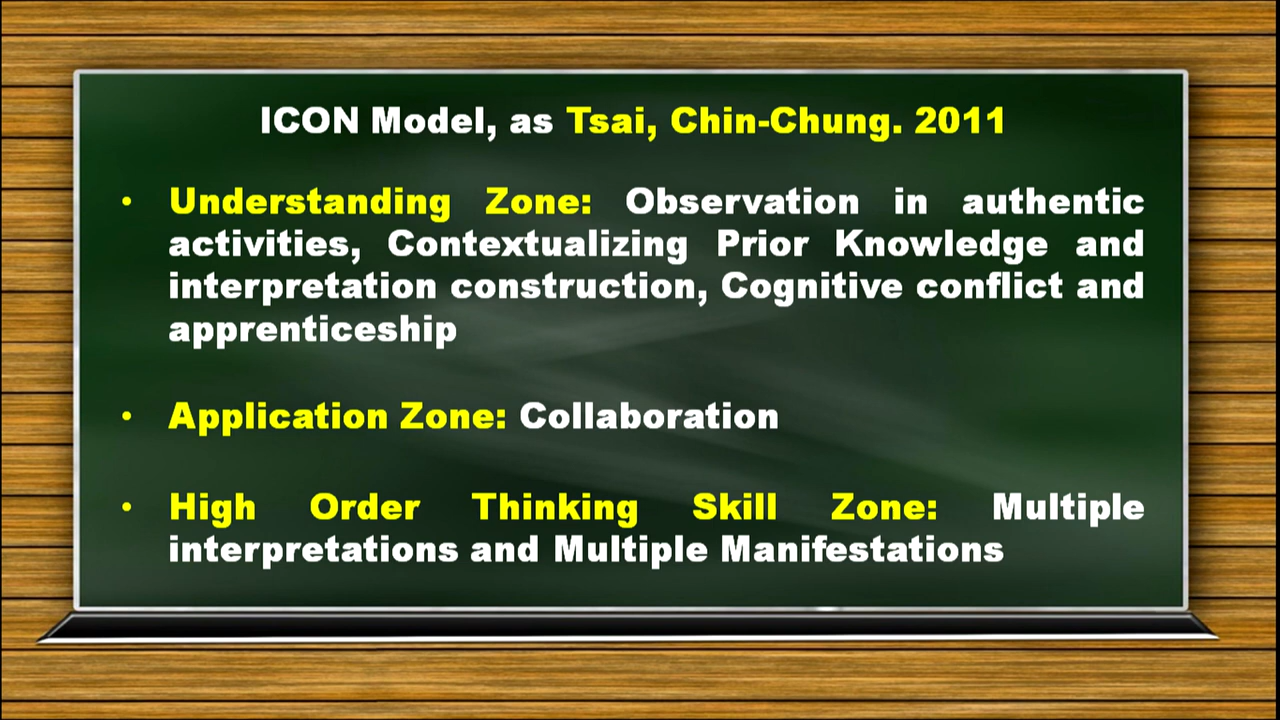 ICON Model, as Tsai, Chin-Chung. 2011
• Understanding Zone: Observation in authentic
activities, Contextualizing Prior Knowledge and
interpretation construction, Cognitive conflict and
apprenticeship
• Application Zone: Collaboration
• High Order Thinking Skill Zone: Multiple
interpretations and Multiple Manifestations